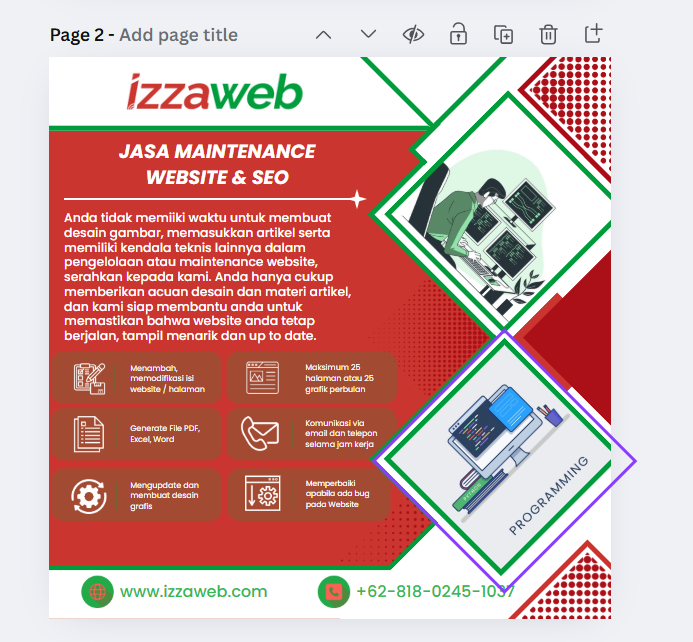 Page 2 - Add page title
izzaweb
JASA MAINTENANCE
WEBSITE & SEO
Anda tidak memiiki waktu untuk membuat
desain gambar, memasukkan artikel serta
memiliki kendala teknis lainnya dalam
pengelolaan atau maintenance website,
serahkan kepada kami. Anda hanya cukup
memberikan acuan desain dan materi artikel,
dan kami siap membantu anda untuk
memastikan bahwa website anda tetap
berjalan, tampil menarik dan up to date.
Menambah,
memodifikasi isi
website / halaman
Maksimum 25
halaman atau 25
grafik perbulan
Generate File PDF,
Excel, Word
Komunikasi via
email dan telepon
selama jam kerja
Mengupdate dan
membuat desain
grafis
Memperbaiki
apabila ada bug
pada Website
PROGRAMMING
www.izzaweb.com
+62-818-0245-1037